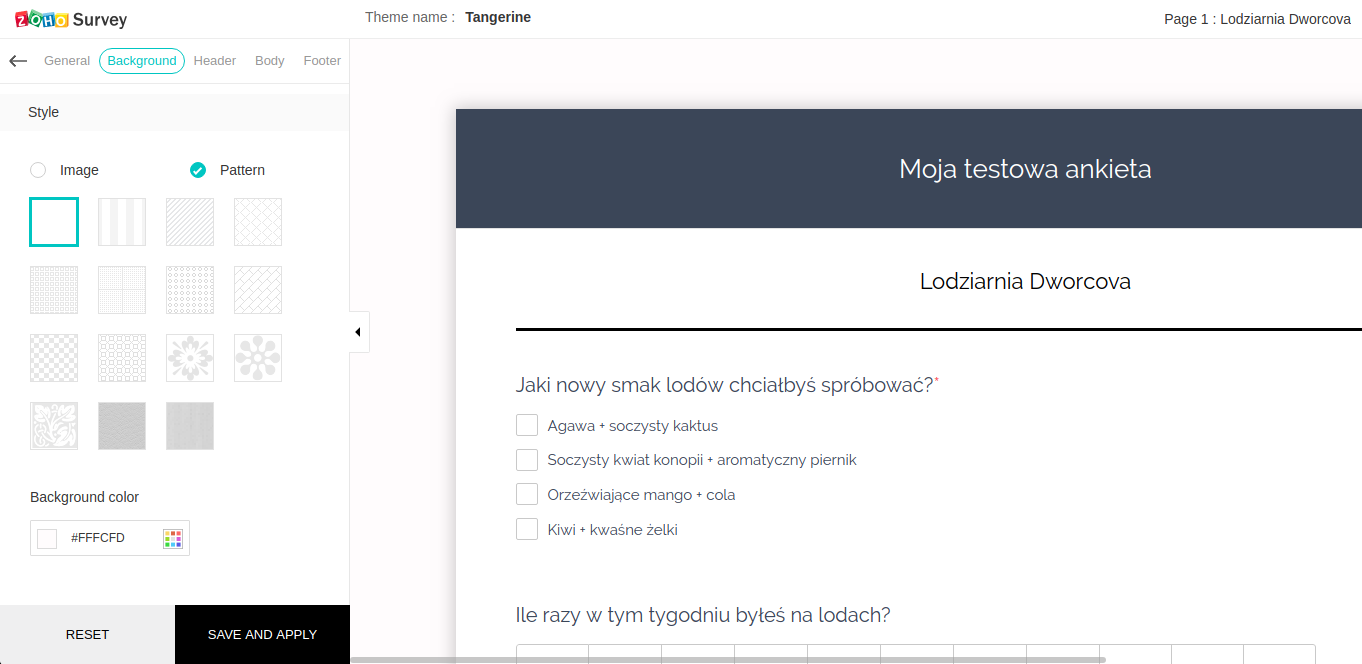 ZOHO Survey
Theme name : Tangerine
Page 1 : Lodziarnia Dworcova
General Background Header Body Footer
Style
Image Pattern
Background color
#FFFCFD
RESET SAVE AND APPLY
Moja testowa ankieta
Lodziarnia Dworcova
Jaki nowy smak lodów chciałbyś spróbować?*
Agawa + soczysty kaktus
Soczysty kwiat konopii + aromatyczny piernik
Orzeźwiające mango + cola
Kiwi + kwaśne żelki
Ile razy w tym tygodniu byłeś na lodach?